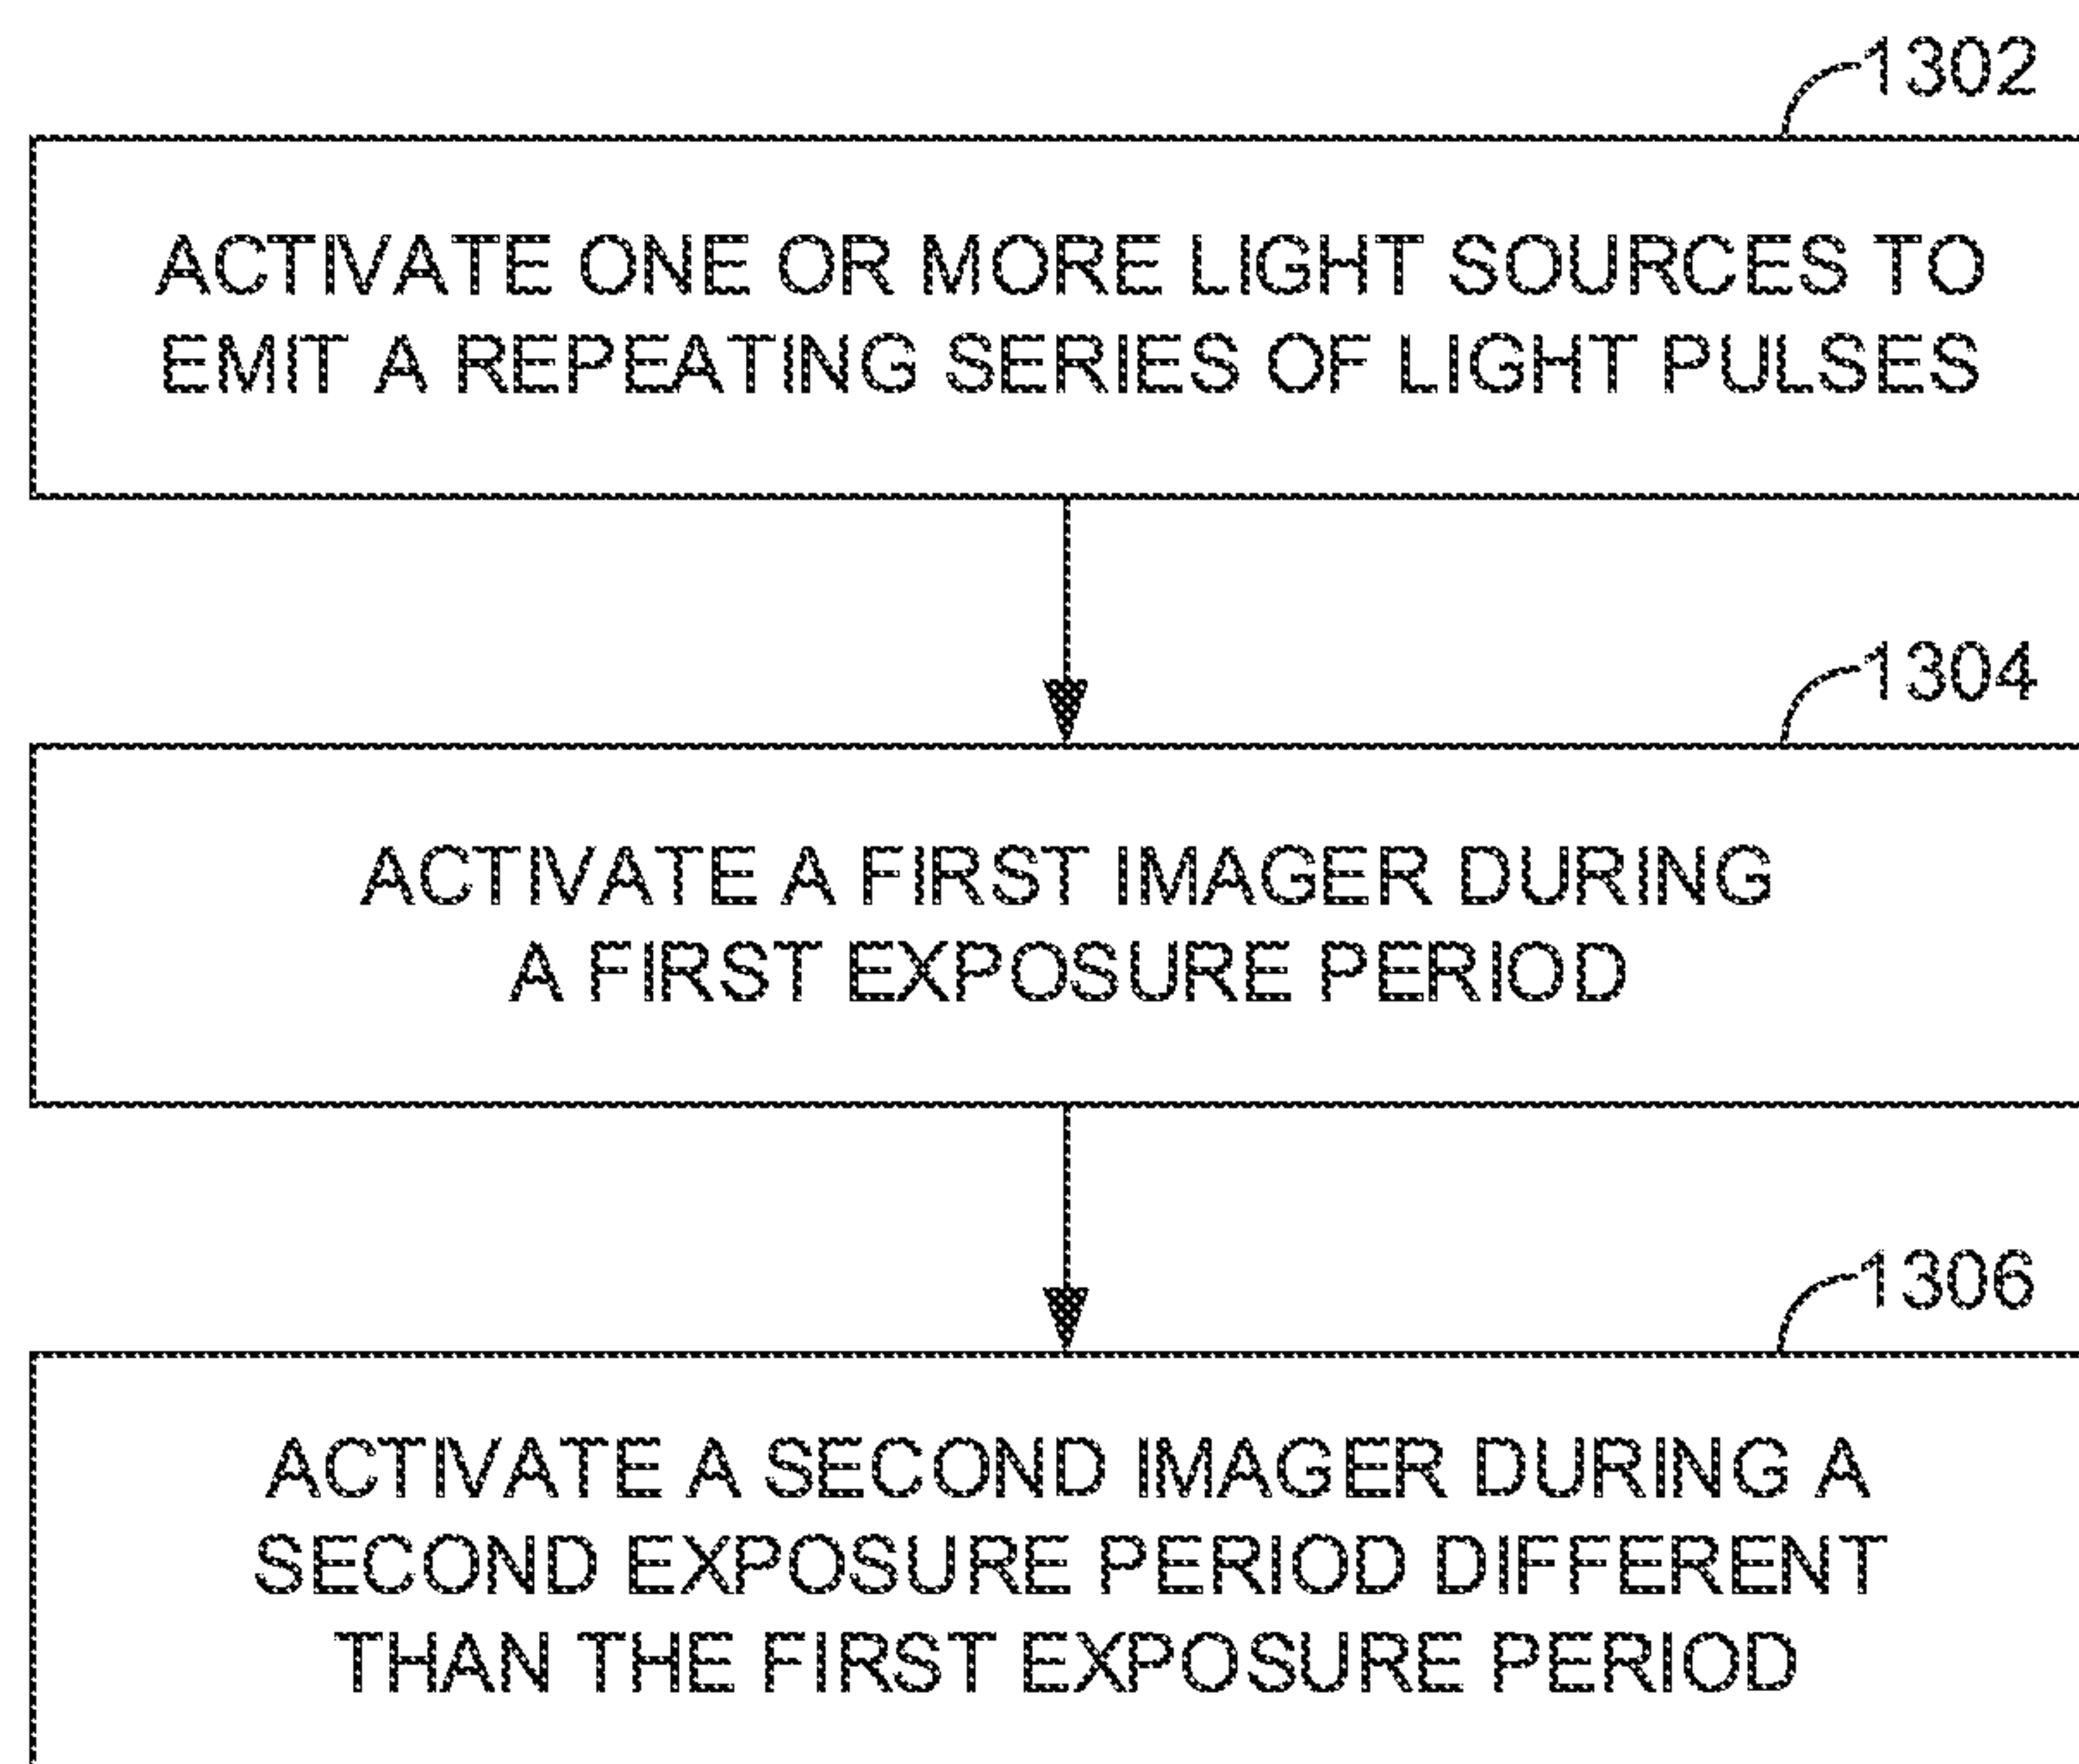 1302
ACTIVATE ONE OR MORE LIGHT SOURCES TO
EMIT A REPEATING SERIES OF LIGHT PULSES
1304
ACTIVATE A FIRST IMAGER DURING
A FIRST EXPOSURE PERIOD
1306
ACTIVATE A SECOND IMAGER DURING A
SECOND EXPOSURE PERIOD DIFFERENT
THAN THE FIRST EXPOSURE PERIOD